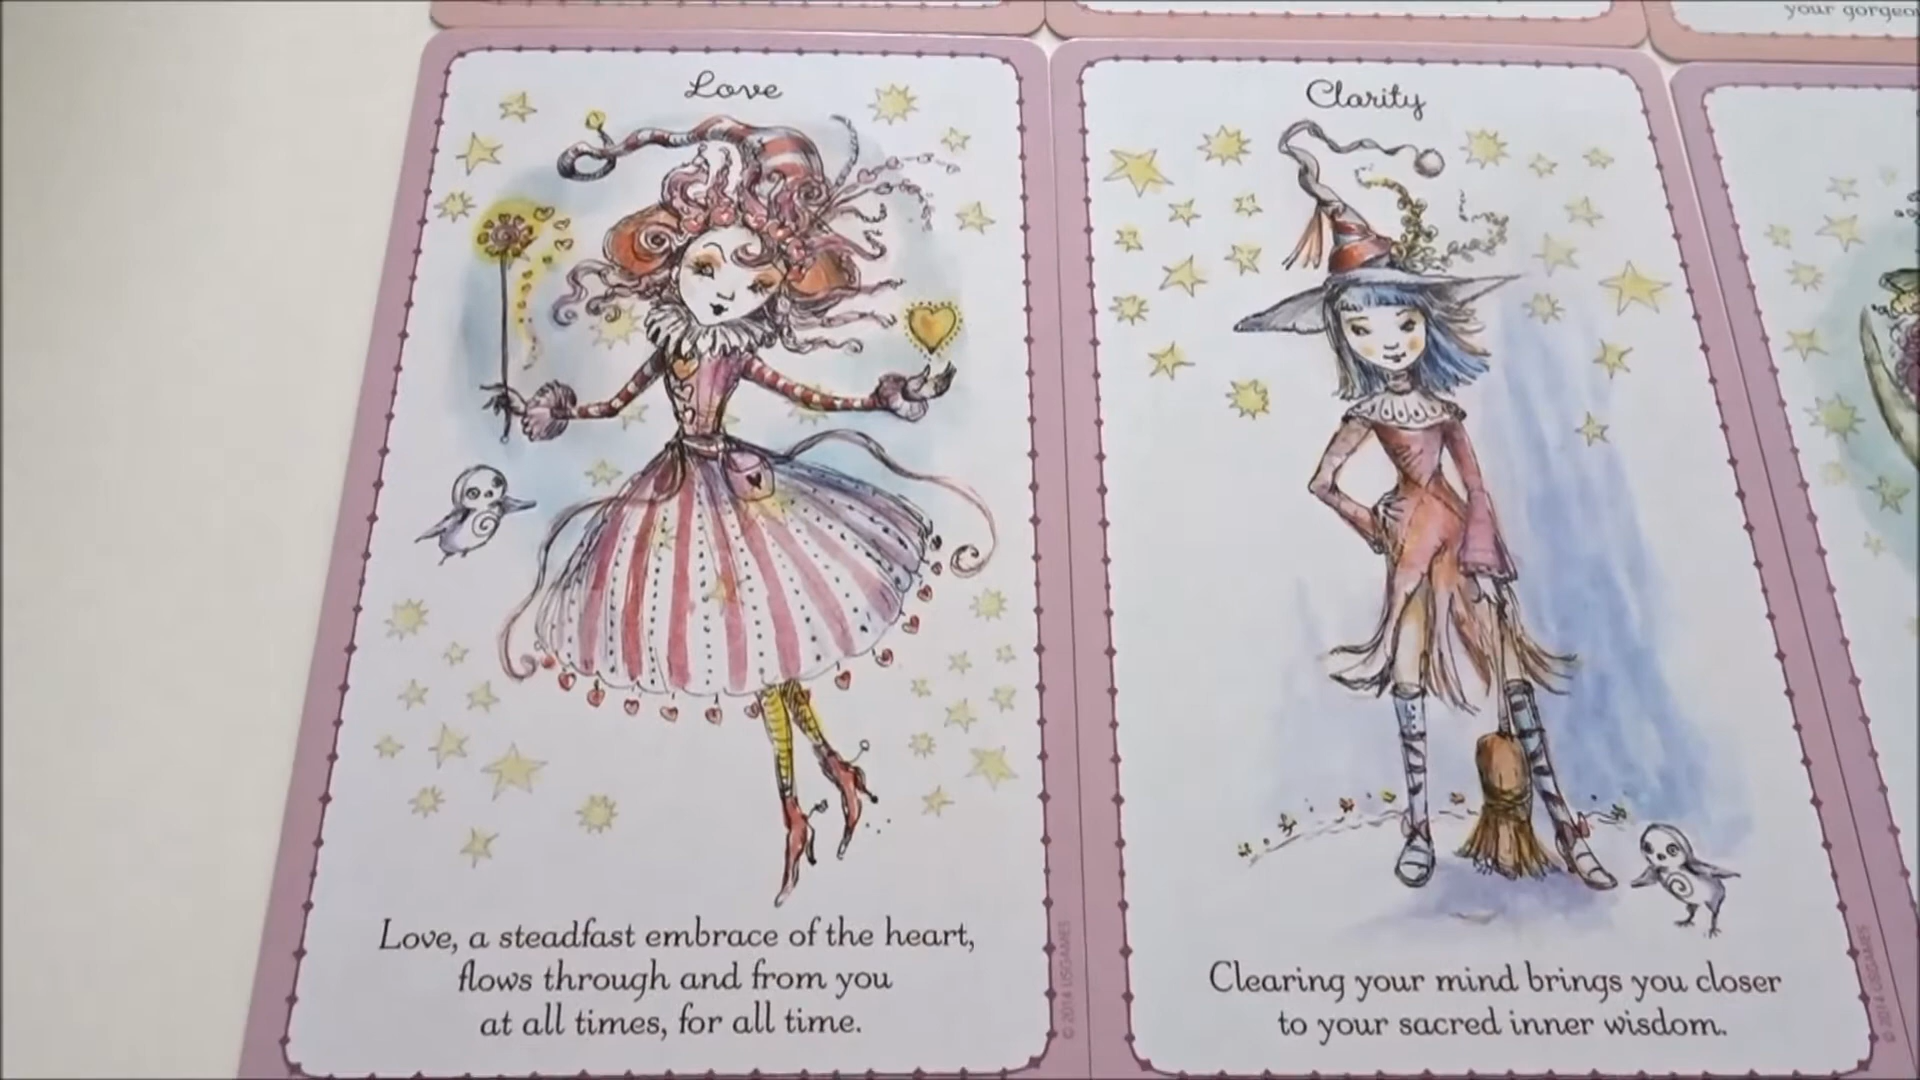 your gorgeou
Love
Love, a steadfast embrace of the heart,
flows through and from you
at all times, for all time.
© 2014 USGAMES
Clarity
Clearing your mind brings you closer
to your sacred inner wisdom.
© 2014 USGAMES